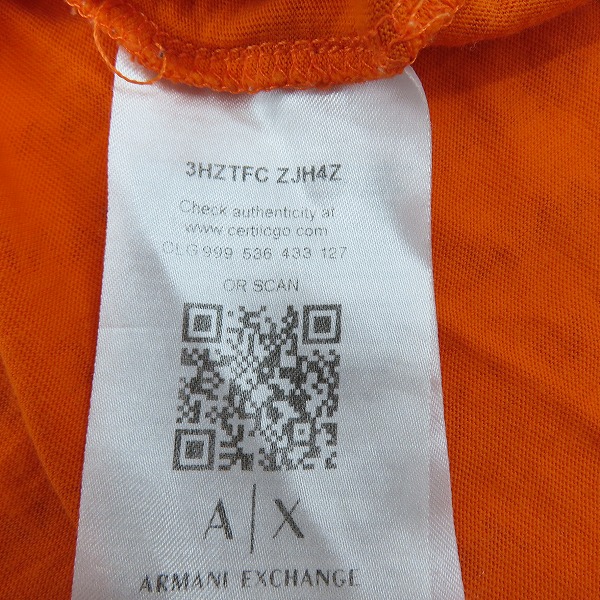 3HZTFC ZJH4Z
Check authenticity at
www.certilogo.com
CLG 999 536 433 127
OR SCAN
A|X
ARMANI EXCHANGE